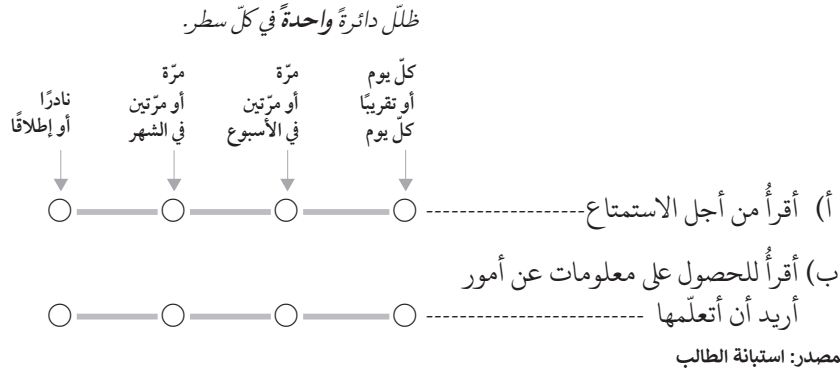 ظلّل دائرةً واحدةً في كلّ سطر.
كلّ يوم
أو تقريبًا
كلّ يوم
مرّة
أو مرّتين
في الأسبوع
مرّة
أو مرّتين
في الشهر
نادرًا
أو إطلاقًا
أ) أقرأُ من أجل الاستمتاع
ب) أقرأُ للحصول على معلومات عن أمور
أريد أن أتعلّمها
مصدر: استبانة الطالب